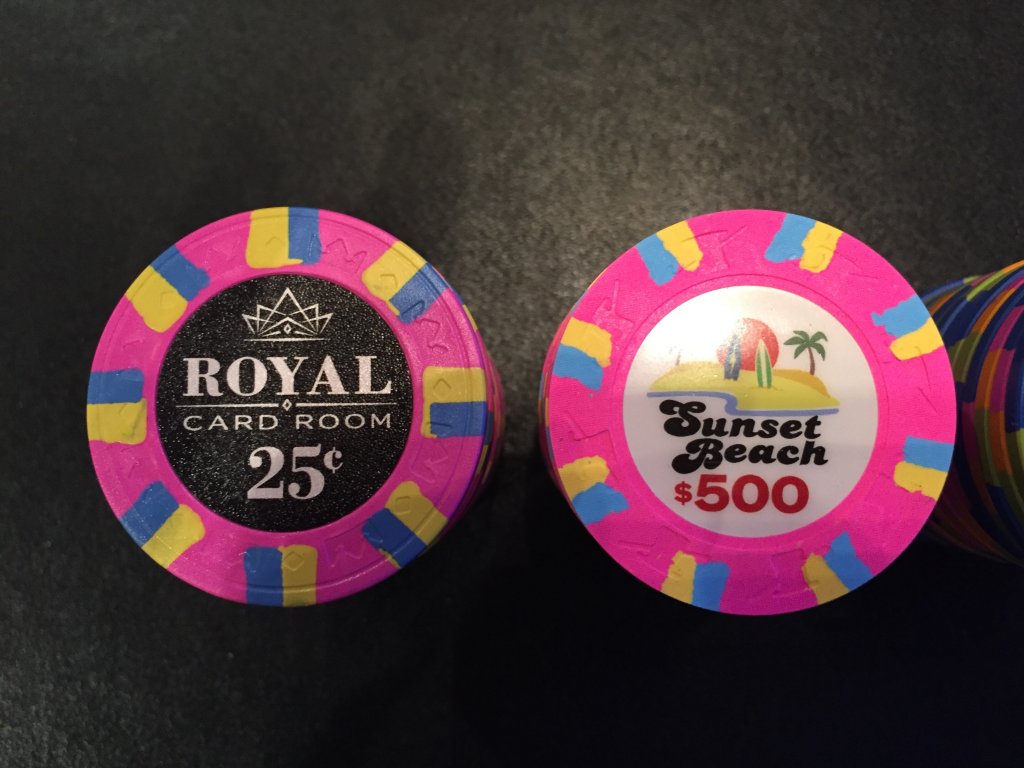 ROYAL
CARD ROOM
25¢
Sunset
Beach
$500